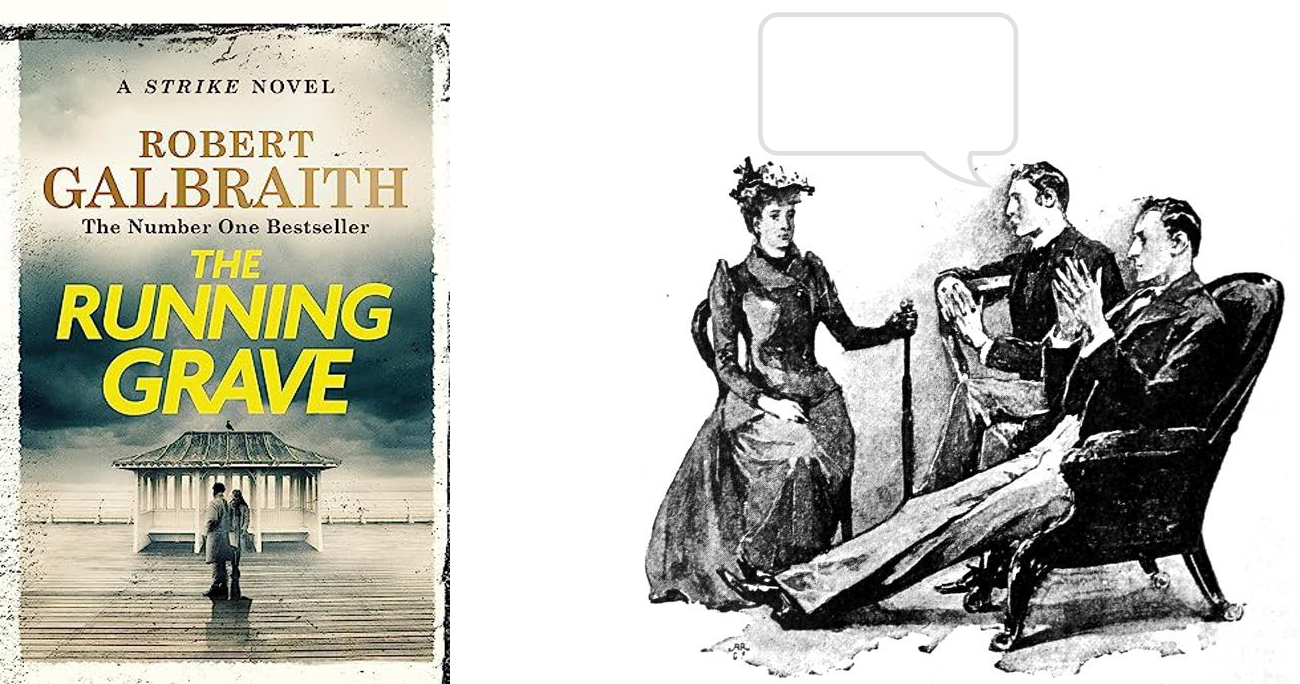 A STRIKE NOVEL
ROBERT
GALBRAITH
The Number One Bestseller
THE
RUNNING
GRAVE